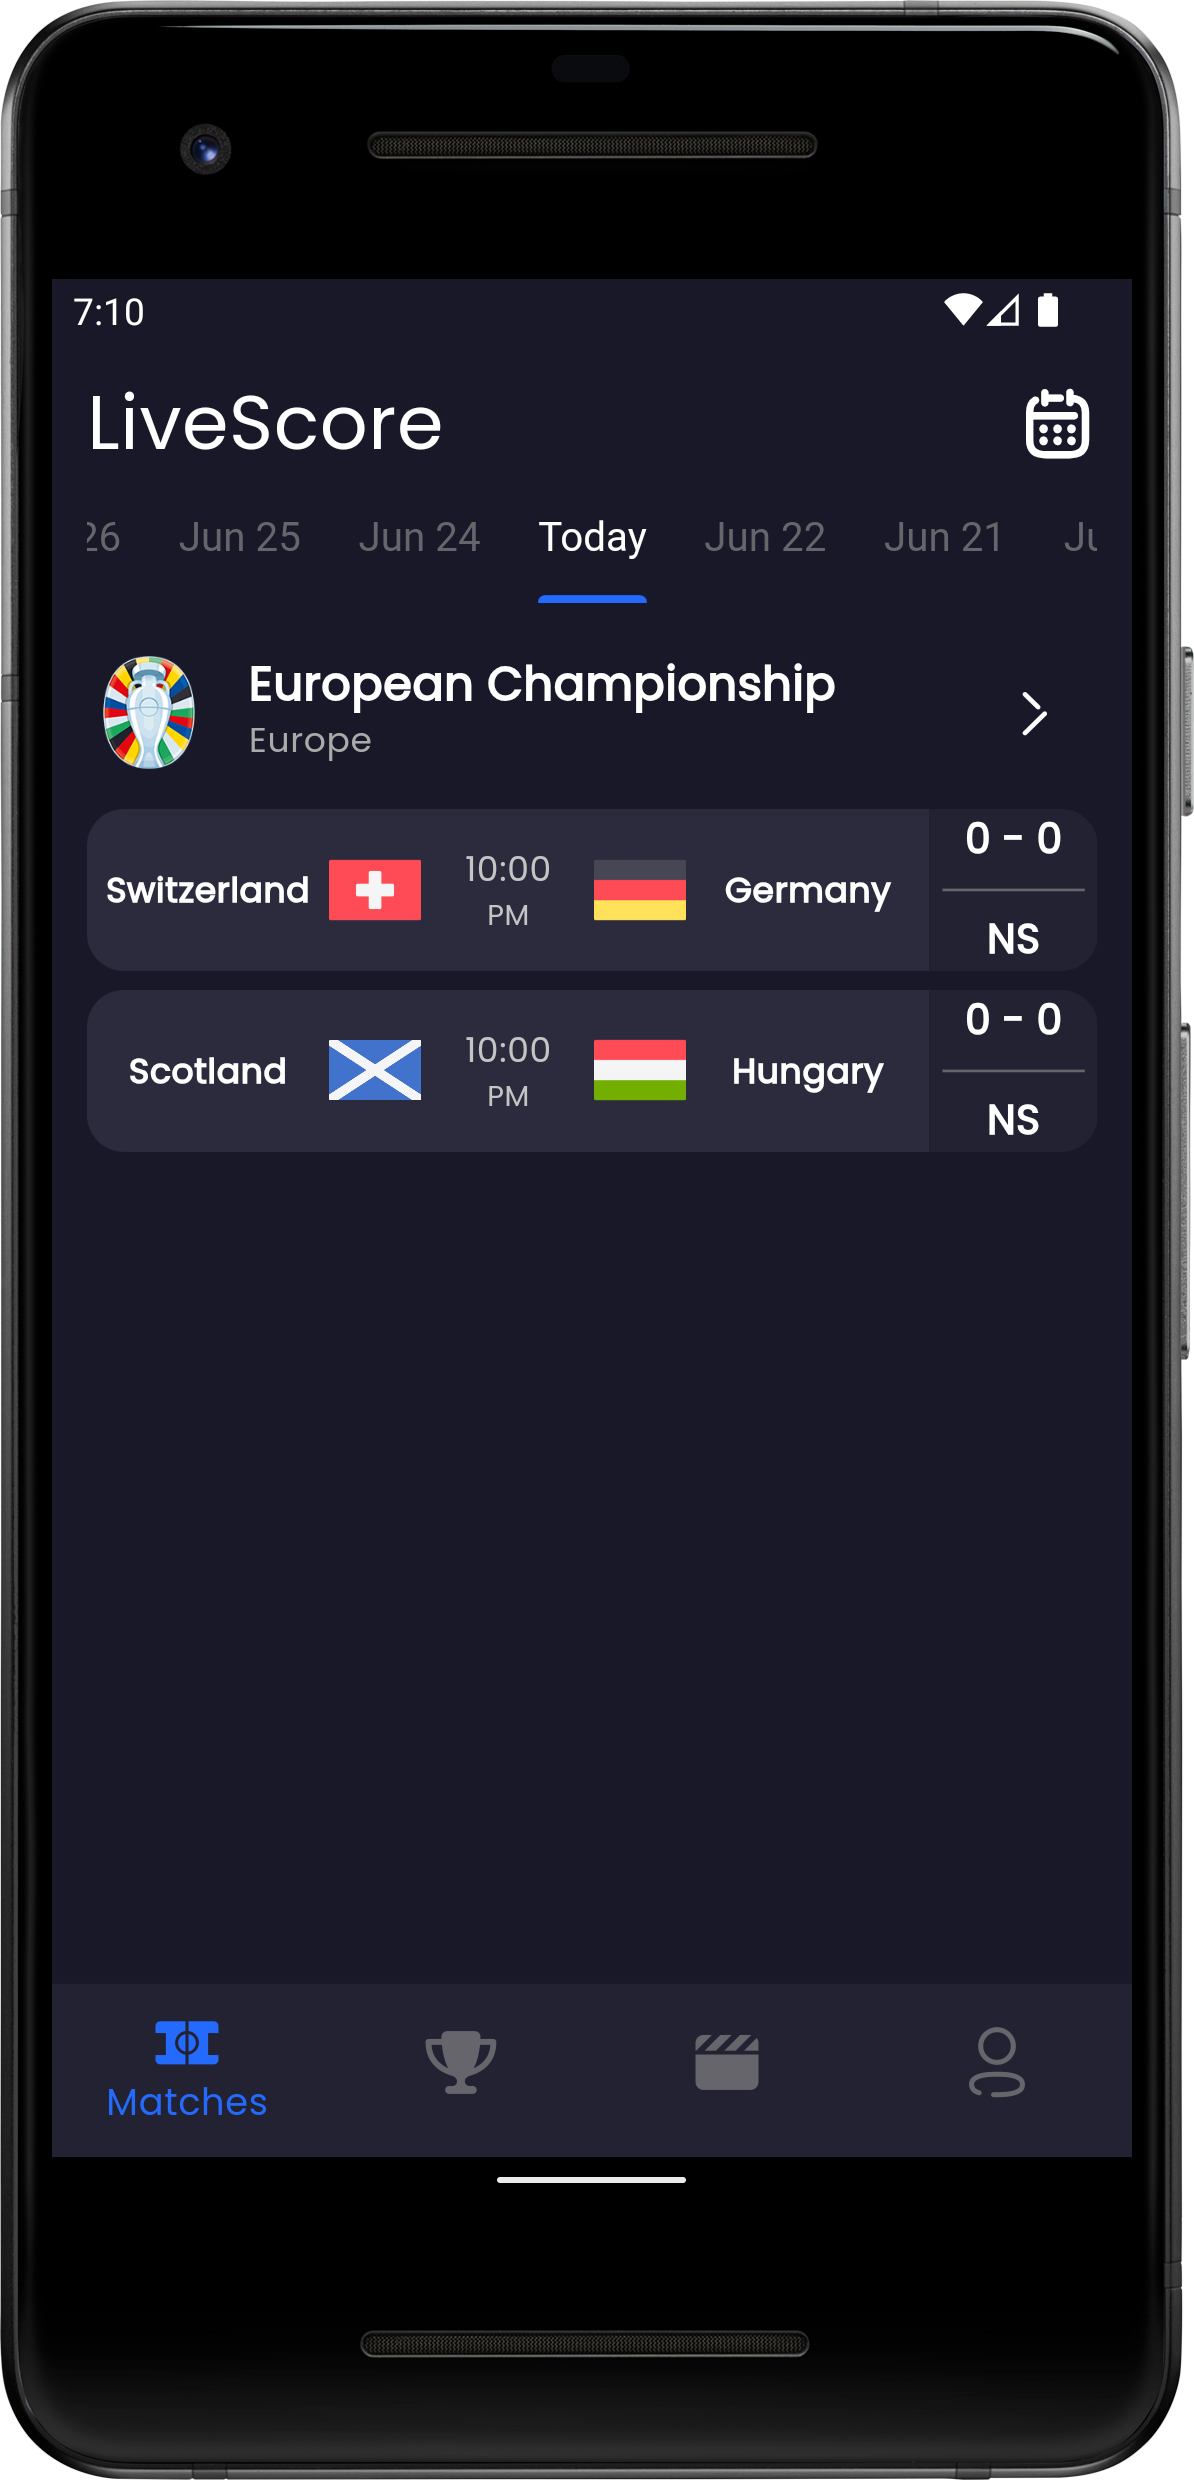 7:10
LiveScore
26 Jun 25 Jun 24 Today Jun 22 Jun 21 Ju
European Championship
Europe
Switzerland 10:00 PM Germany 0 - 0 NS
Scotland 10:00 PM Hungary 0 - 0 NS
Matches